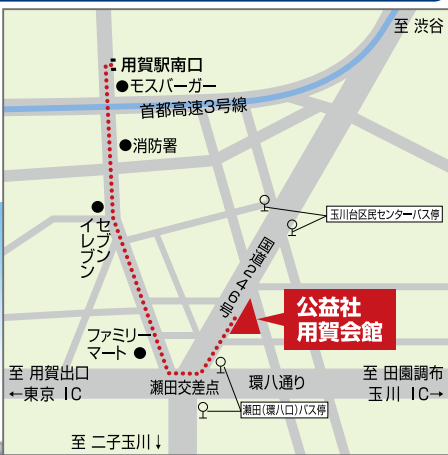 至 渋谷
用賀駅南口
モスバーガー
首都高速3号線
消防署
セブン
イレブン
玉川台区民センターバス停
国道246号
公益社
用賀会館
ファミリー
マート
至 用賀出口
←東京 IC
瀬田交差点
環八通り
至 田園調布
玉川 IC→
瀬田(環八口)バス停
至 二子玉川↓